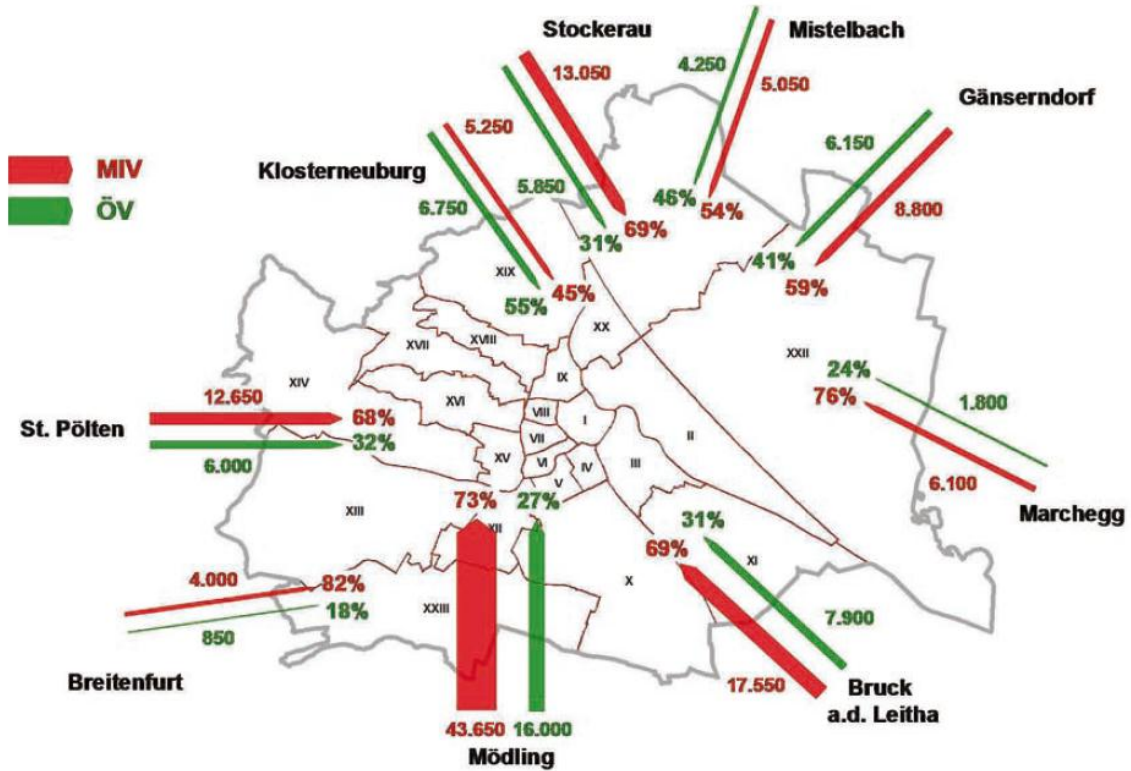 Stockerau
Mistelbach
13.050
4.250
5.050
Gänserndorf
5.250
6.150
MIV
Klosterneuburg
5.850
8.800
ÖV
6.750
46%
54%
69%
31%
41%
59%
XIX
45%
55%
XX
XVII
XVIII
XXII
XIV
IX
24%
76%
12.650
XVI
VIII
I
1.800
St. Pölten
68%
32%
VII
II
6.000
XV
VI
IV
III
V
6.100
73%
27%
Marchegg
XIII
XII
31%
69%
XI
4.000
82%
X
18%
XXIII
850
7.900
Breitenfurt
17.550
Bruck
a.d. Leitha
43.650
16.000
Mödling